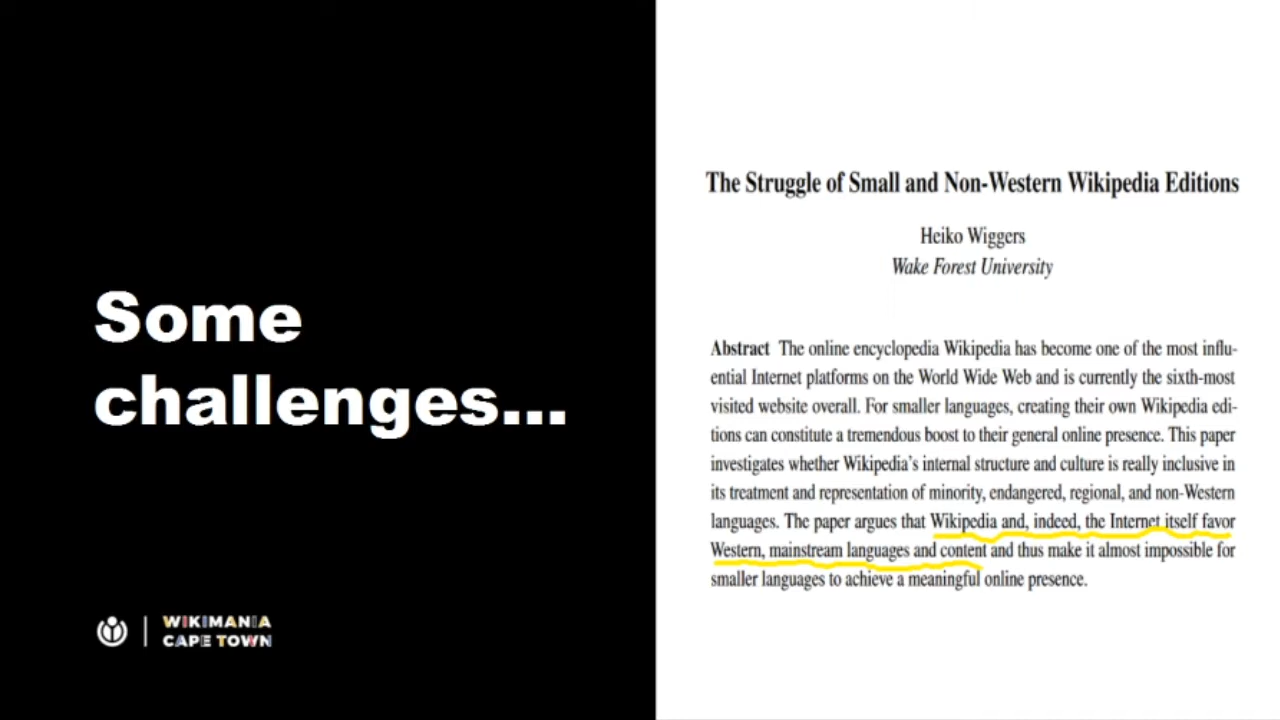 Some
challenges...
WIKIMANIA
CAPE TOWN
The Struggle of Small and Non-Western Wikipedia Editions
Heiko Wiggers
Wake Forest University
Abstract The online encyclopedia Wikipedia has become one of the most influ-
ential Internet platforms on the World Wide Web and is currently the sixth-most
visited website overall. For smaller languages, creating their own Wikipedia edi-
tions can constitute a tremendous boost to their general online presence. This paper
investigates whether Wikipedia's internal structure and culture is really inclusive in
its treatment and representation of minority, endangered, regional, and non-Western
languages. The paper argues that Wikipedia and, indeed, the Internet itself favor
Western, mainstream languages and content and thus make it almost impossible for
smaller languages to achieve a meaningful online presence.